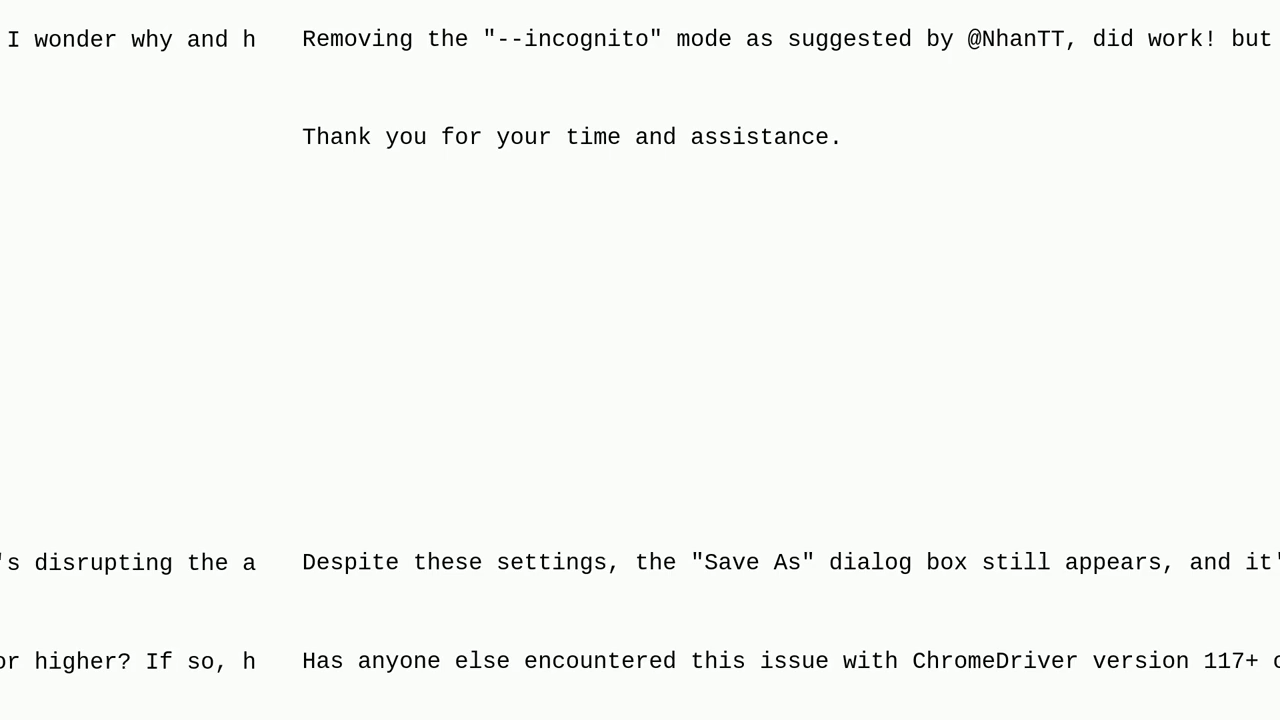 I wonder why and h Removing the "--incognito" mode as suggested by @NhanTT, did work! but
Thank you for your time and assistance.
's disrupting the a Despite these settings, the "Save As" dialog box still appears, and it'
or higher? If so, h Has anyone else encountered this issue with ChromeDriver version 117+ o